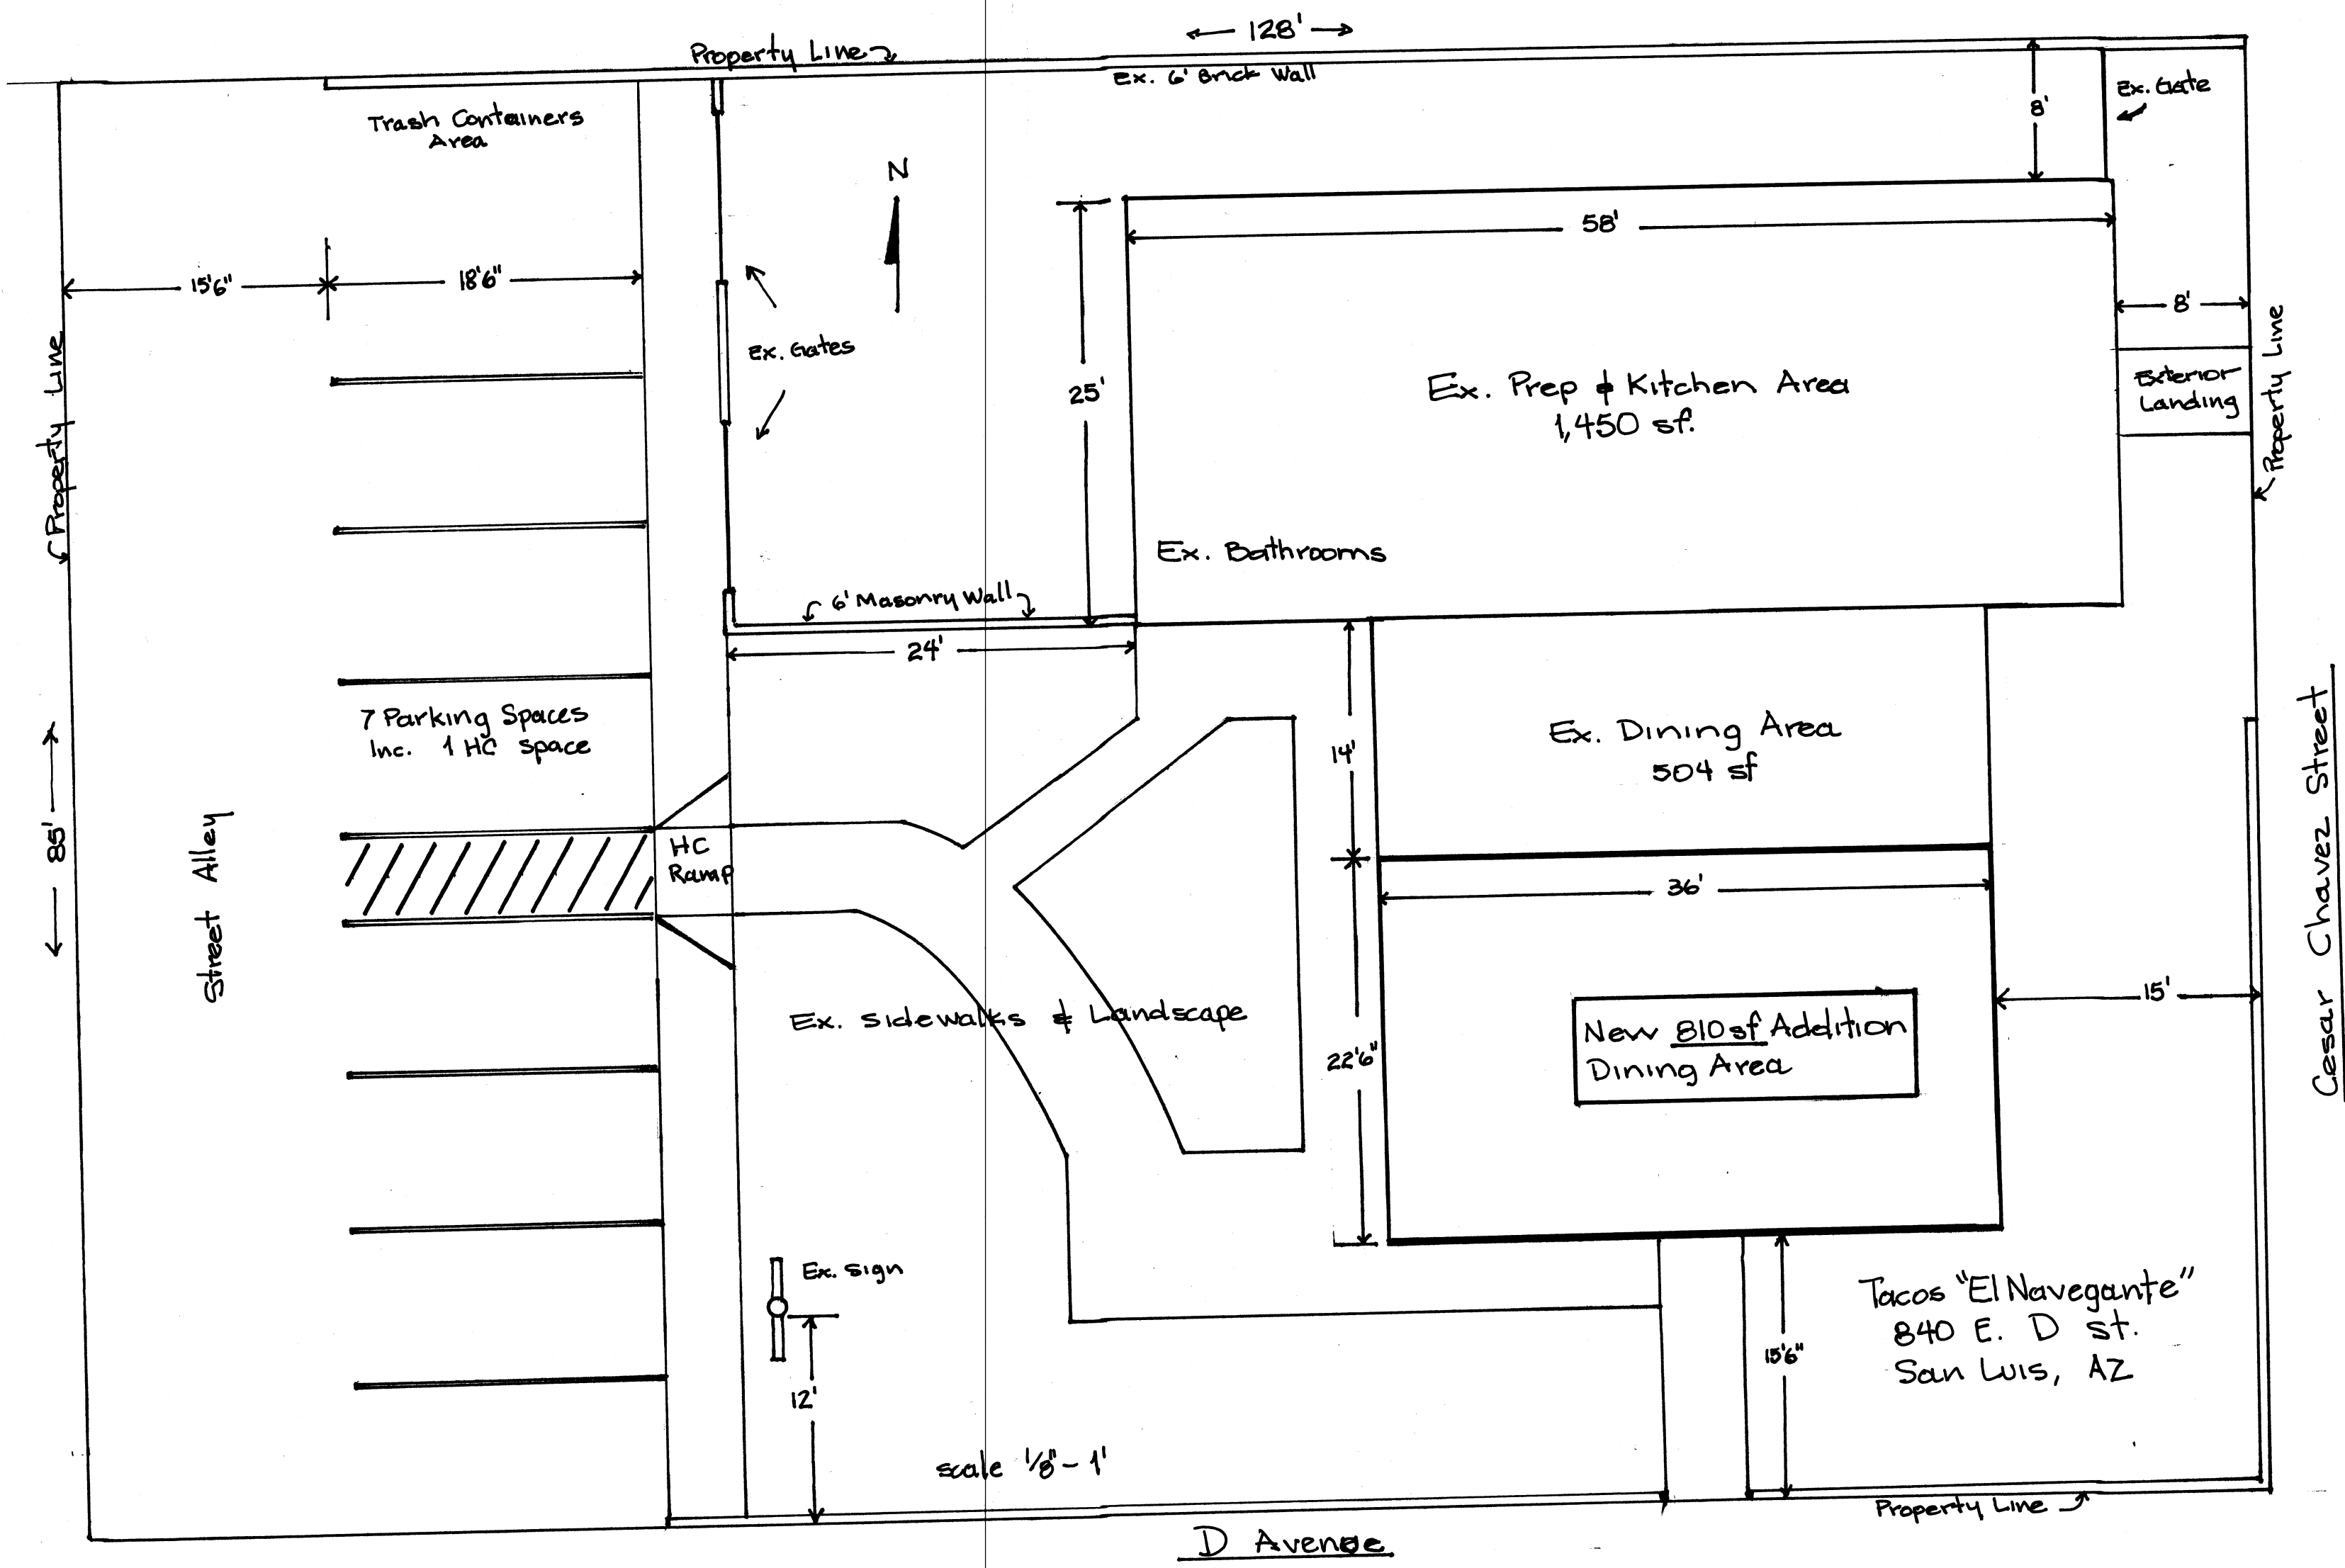 128'
Property Line
Ex. 6' Brick Wall
8'
Ex. Gate
Trash Containers
Area
N
58'
15'6"
18'6"
8'
Ex. Gates
25'
Ex. Prep & Kitchen Area
1,450 sf.
Exterior
Landing
Property Line
Property Line
Ex. Bathrooms
6' Masonry Wall
24'
7 Parking Spaces
Inc. 1 HC space
14'
Ex. Dining Area
504 sf
85'
Street Alley
HC
Ramp
36'
Cesar Chavez Street
15'
Ex. Sidewalks & Landscape
22'6"
New 810sf Addition
Dining Area
Ex. Sign
12'
15'6"
Tacos "El Navegante"
840 E. D st.
San Luis, AZ
scale 1/8" - 1'
Property Line
D Avenue